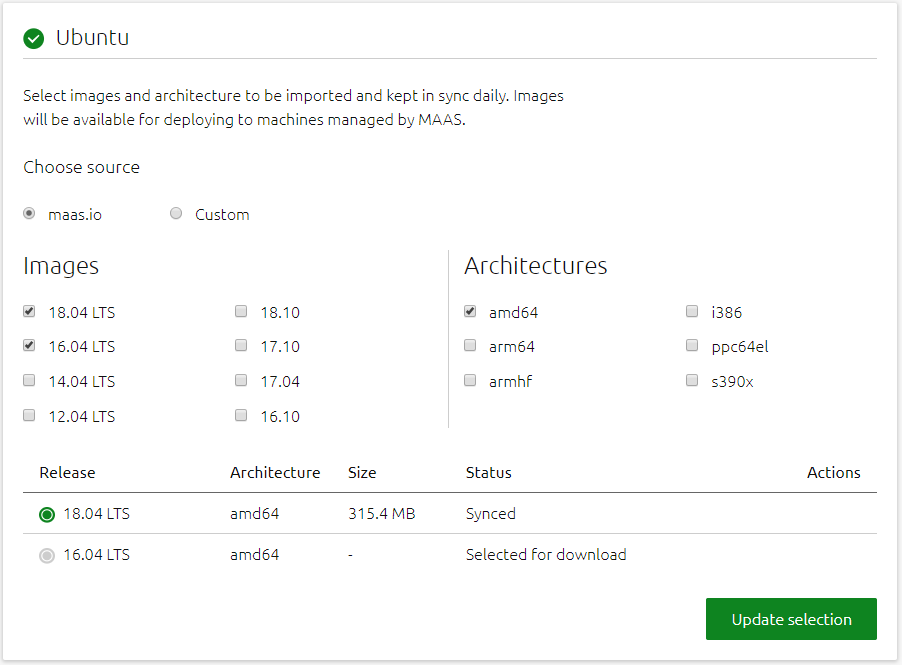 Ubuntu
Select images and architecture to be imported and kept in sync daily. Images
will be available for deploying to machines managed by MAAS.
Choose source
maas.io Custom
Images
18.04 LTS 18.10
16.04 LTS 17.10
14.04 LTS 17.04
12.04 LTS 16.10
Architectures
amd64 i386
arm64 ppc64el
armhf s390x
Release Architecture Size Status Actions
18.04 LTS amd64 315.4 MB Synced
16.04 LTS amd64 - Selected for download
Update selection